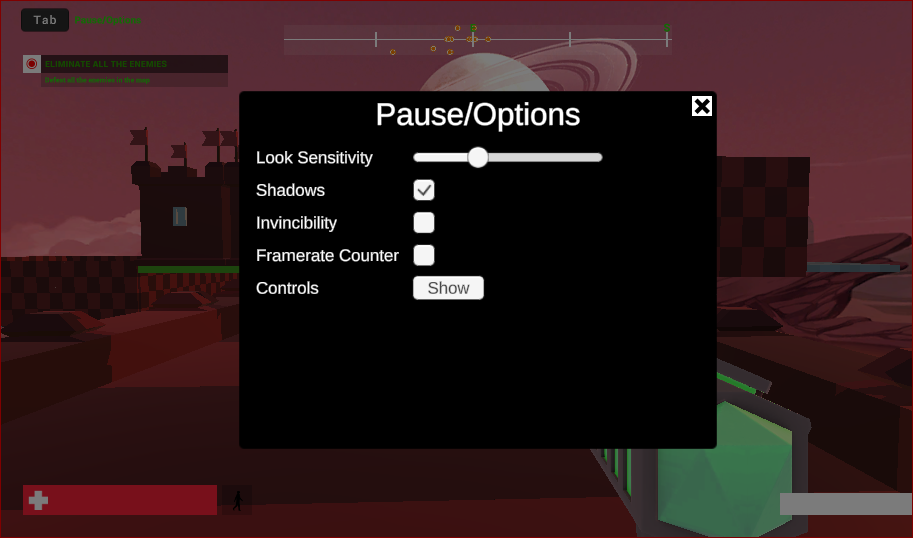 Tab
Pause/Options
ELIMINATE ALL THE ENEMIES
Defeat all the enemies in the map
Pause/Options
Look Sensitivity
Shadows
Invincibility
Framerate Counter
Controls
Show